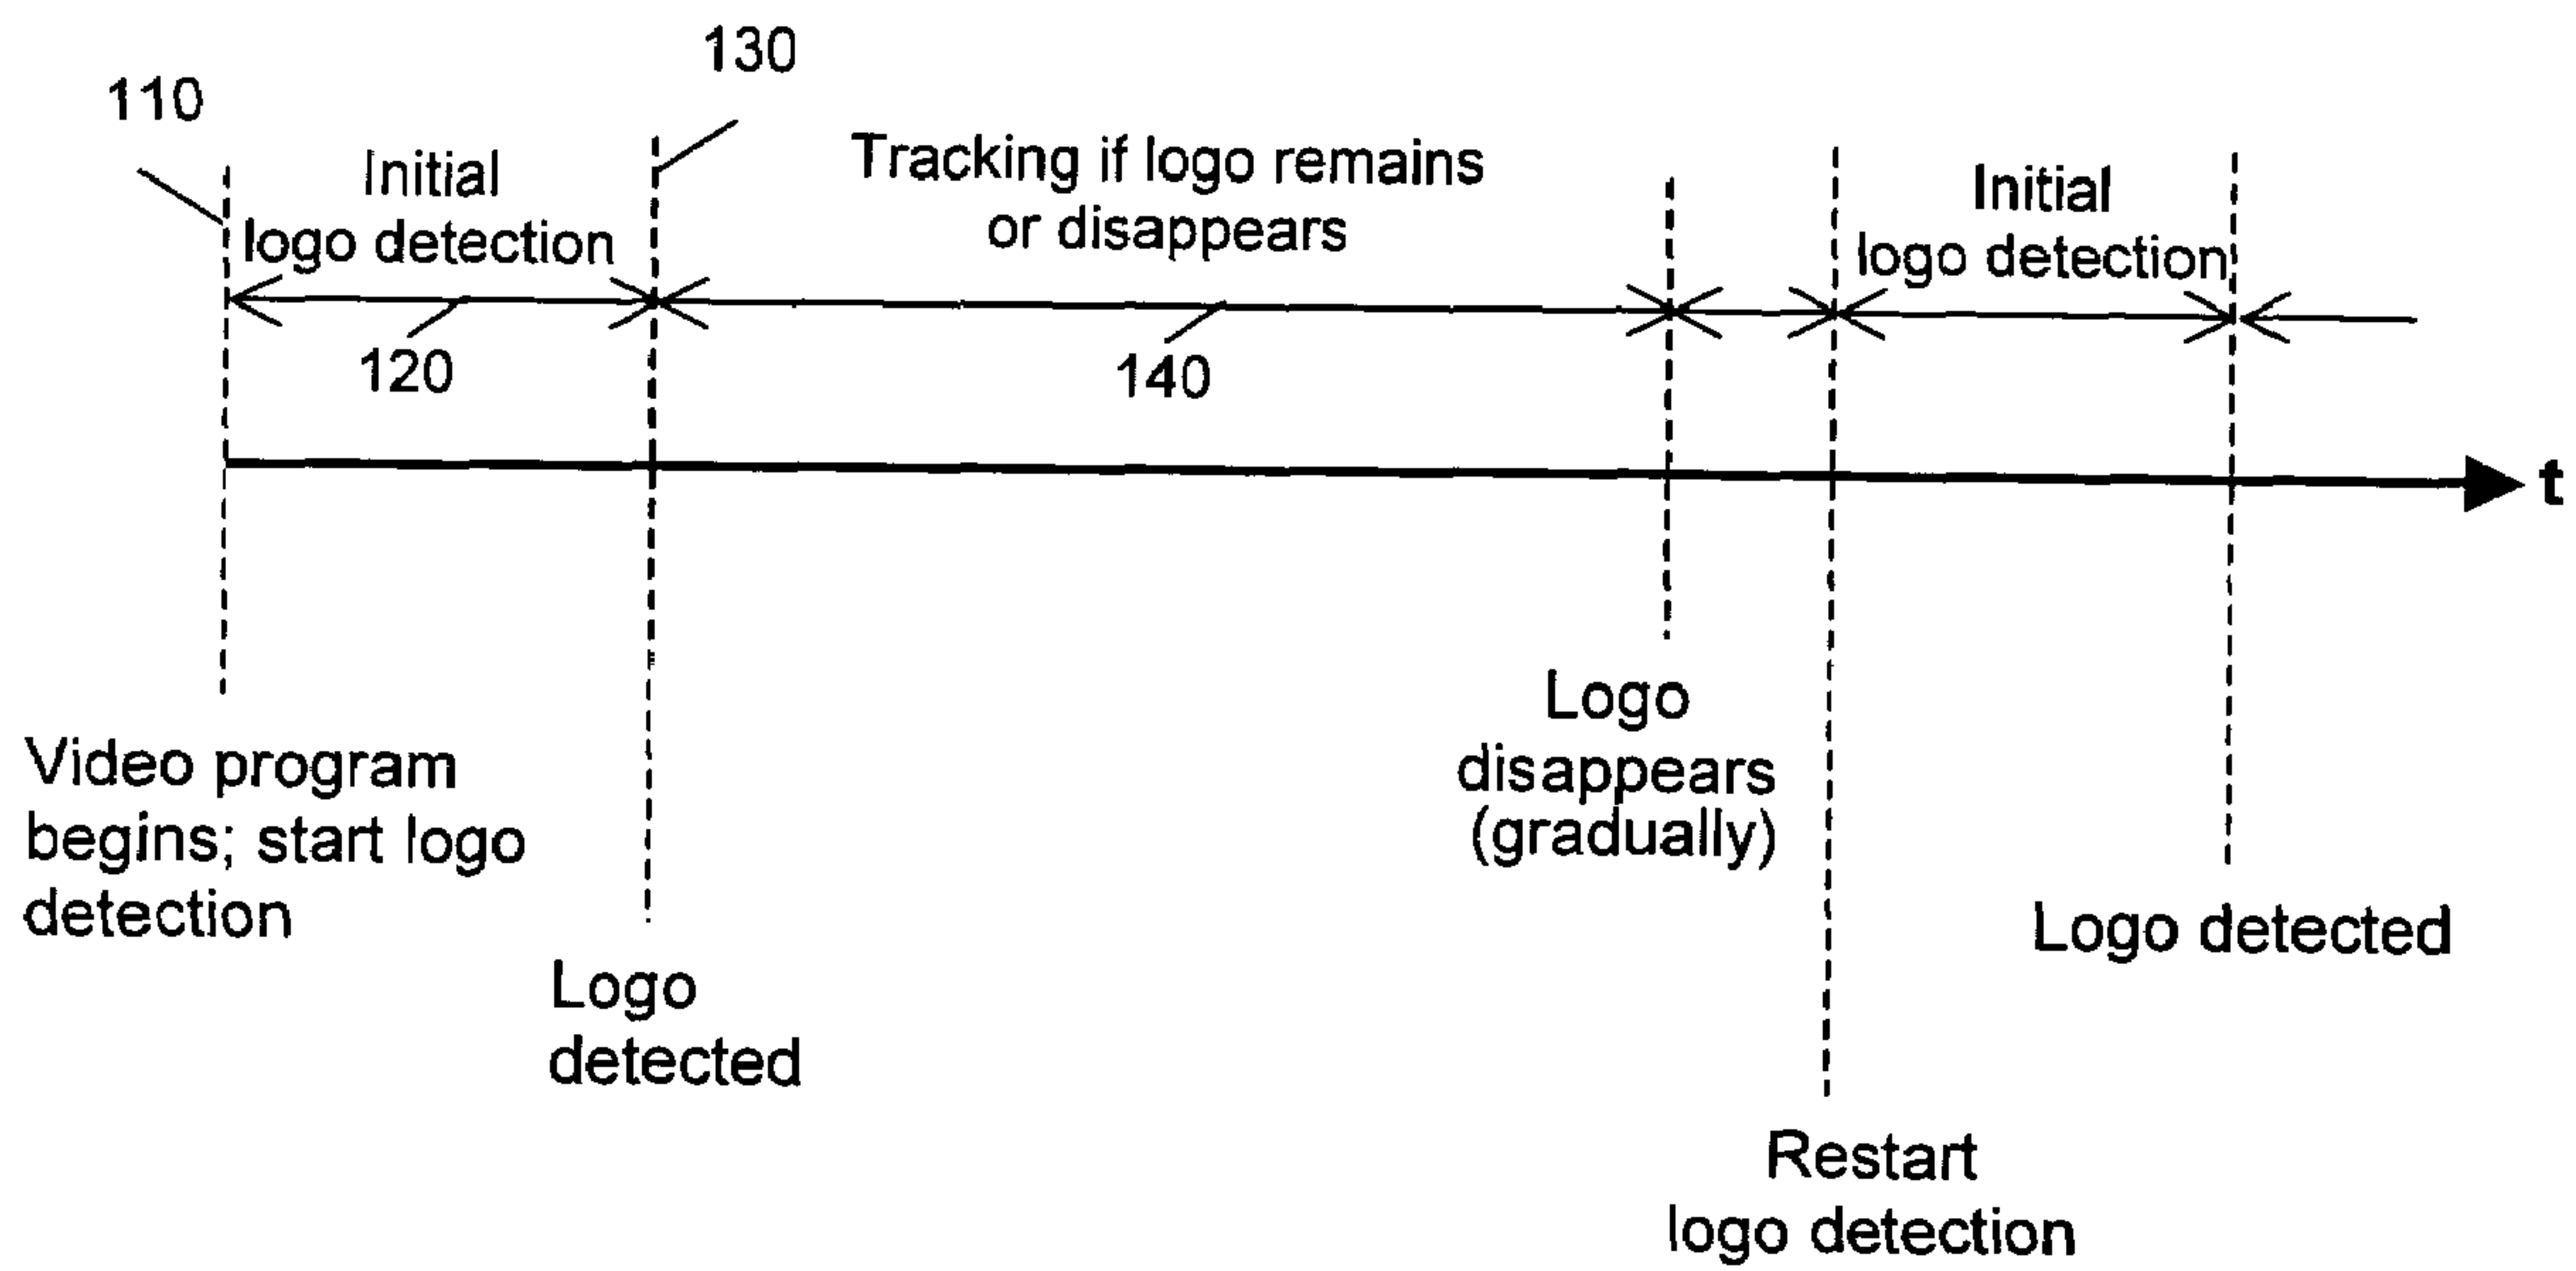 130
110
Initial
logo detection
Tracking if logo remains
or disappears
Initial
logo detection
120
140
t
Video program
begins; start logo
detection
Logo
detected
Logo
disappears
(gradually)
Logo detected
Restart
logo detection